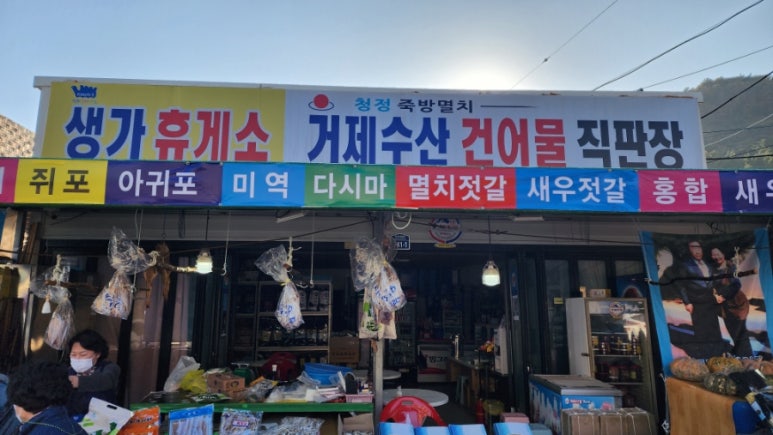 생가 휴게소
청정 죽방멸치
거제수산 건어물 직판장
쥐포 아귀포 미역 다시마 멸치젓갈 새우젓갈 홍합 새우